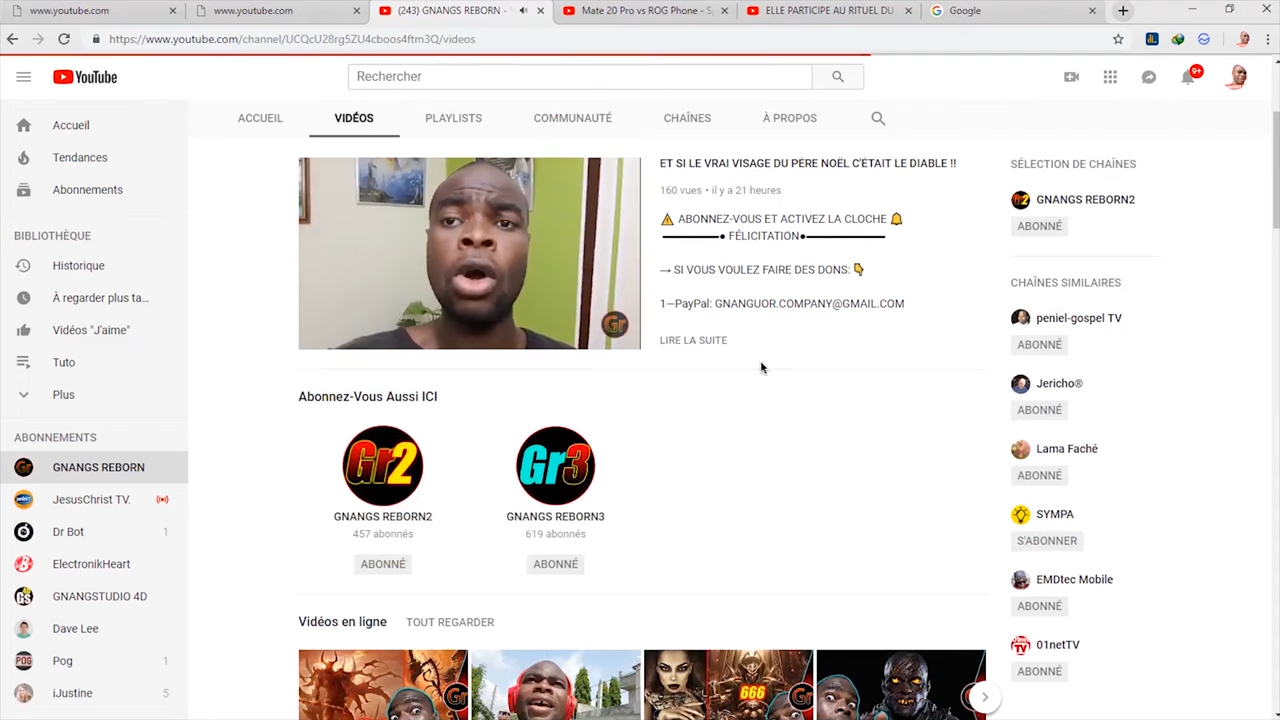 www.youtube.com
www.youtube.com
(243) GNANGS REBORN -
Mate 20 Pro vs ROG Phone - S
ELLE PARTICIPE AU RITUEL DU
Google
https://www.youtube.com/channel/UCQcU28rg5ZU4cboos4ftm3Q/videos
YouTube
Rechercher
9+
ACCUEIL
VIDÉOS
PLAYLISTS
COMMUNAUTÉ
CHAÎNES
À PROPOS
Accueil
Tendances
Abonnements
BIBLIOTHÈQUE
Historique
À regarder plus ta...
Vidéos "J'aime"
Tuto
Plus
ABONNEMENTS
GNANGS REBORN
JesusChrist TV.
Dr Bot 1
ElectronikHeart
GNANGSTUDIO 4D
Dave Lee
POG
Pog 1
iJustine 5
Gr
ET SI LE VRAI VISAGE DU PÈRE NOËL C'ÉTAIT LE DIABLE !!
160 vues • il y a 21 heures
⚠ ABONNEZ-VOUS ET ACTIVEZ LA CLOCHE 🔔
————● FÉLICITATION●————
→ SI VOUS VOULEZ FAIRE DES DONS: 👇
1—PayPal: GNANGUOR.COMPANY@GMAIL.COM
LIRE LA SUITE
Abonnez-Vous Aussi ICI
Gr2
GNANGS REBORN2
457 abonnés
ABONNÉ
Gr3
GNANGS REBORN3
619 abonnés
ABONNÉ
Vidéos en ligne
TOUT REGARDER
Gr
Gr
666
Gr
SÉLECTION DE CHAÎNES
GNANGS REBORN2
ABONNÉ
CHAÎNES SIMILAIRES
peniel-gospel TV
ABONNÉ
Jericho®
ABONNÉ
Lama Faché
ABONNÉ
SYMPA
S'ABONNER
EMDtec Mobile
ABONNÉ
01netTV
ABONNÉ